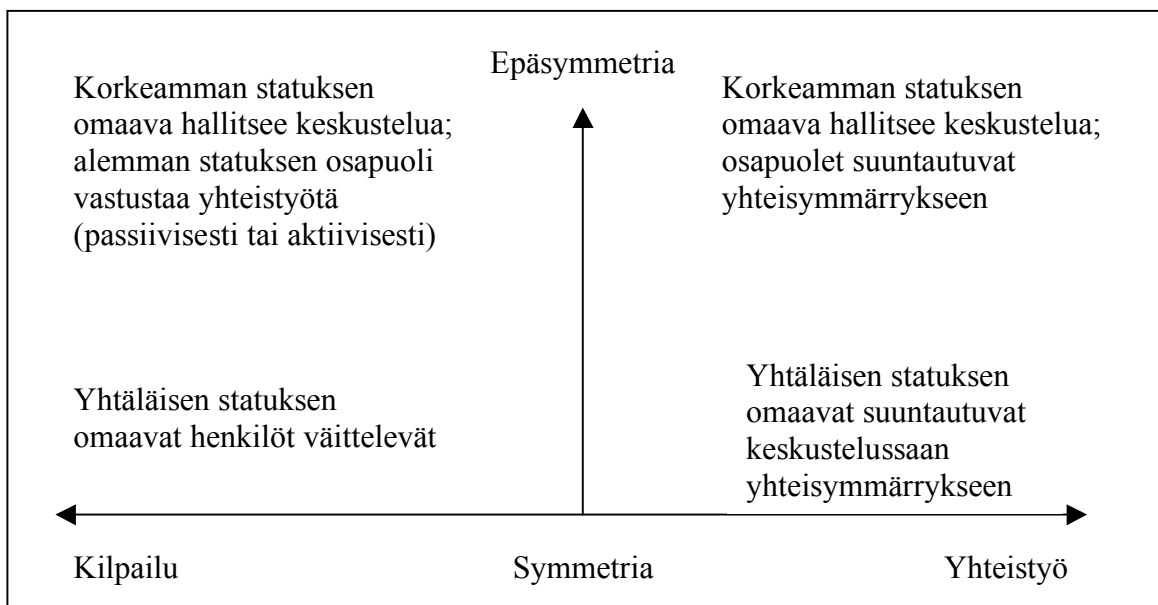 Epäsymmetria
Korkeamman statuksen
omaava hallitsee keskustelua;
alemman statuksen osapuoli
vastustaa yhteistyötä
(passiivisesti tai aktiivisesti)
Korkeamman statuksen
omaava hallitsee keskustelua;
osapuolet suuntautuvat
yhteisymmärrykseen
Yhtäläisen statuksen
omaavat henkilöt väittelevät
Yhtäläisen statuksen
omaavat suuntautuvat
keskustelussaan
yhteisymmärrykseen
Kilpailu
Symmetria
Yhteistyö